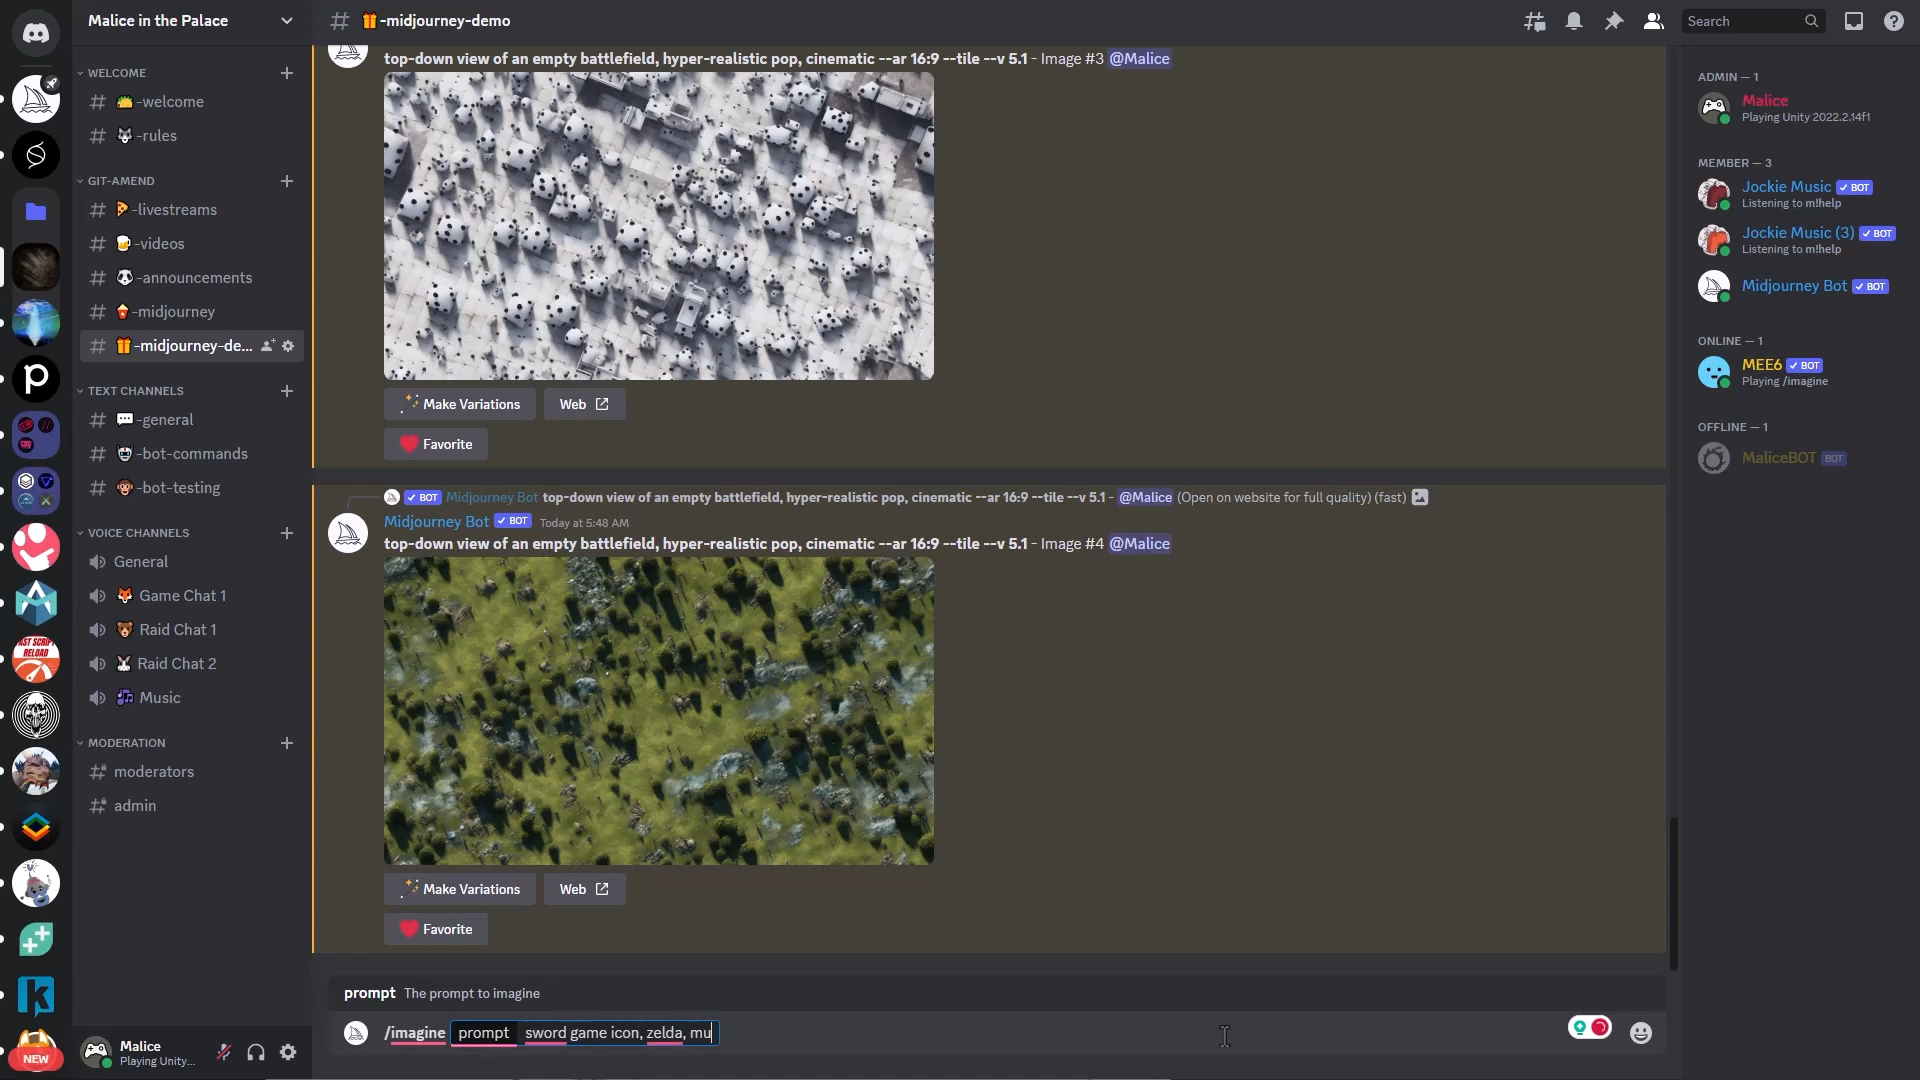 Malice in the Palace
WELCOME
-welcome
-rules
GIT-AMEND
-livestreams
-videos
-announcements
-midjourney
-midjourney-de...
TEXT CHANNELS
-general
-bot-commands
-bot-testing
VOICE CHANNELS
General
Game Chat 1
Raid Chat 1
Raid Chat 2
Music
MODERATION
moderators
admin
NEW
Malice
Playing Unity...
-midjourney-demo
Search
top-down view of an empty battlefield, hyper-realistic pop, cinematic --ar 16:9 --tile --v 5.1 - Image #3 @Malice
Make Variations Web
Favorite
BOT Midjourney Bot top-down view of an empty battlefield, hyper-realistic pop, cinematic --ar 16:9 --tile --v 5.1 - @Malice (Open on website for full quality) (fast)
Midjourney Bot BOT Today at 5:48 AM
top-down view of an empty battlefield, hyper-realistic pop, cinematic --ar 16:9 --tile --v 5.1 - Image #4 @Malice
Make Variations Web
Favorite
prompt The prompt to imagine
/imagine prompt sword game icon, zelda, mu
ADMIN — 1
Malice
Playing Unity 2022.2.14f1
MEMBER — 3
Jockie Music BOT
Listening to m!help
Jockie Music (3) BOT
Listening to m!help
Midjourney Bot BOT
ONLINE — 1
MEE6 BOT
Playing /imagine
OFFLINE — 1
MaliceBOT BOT